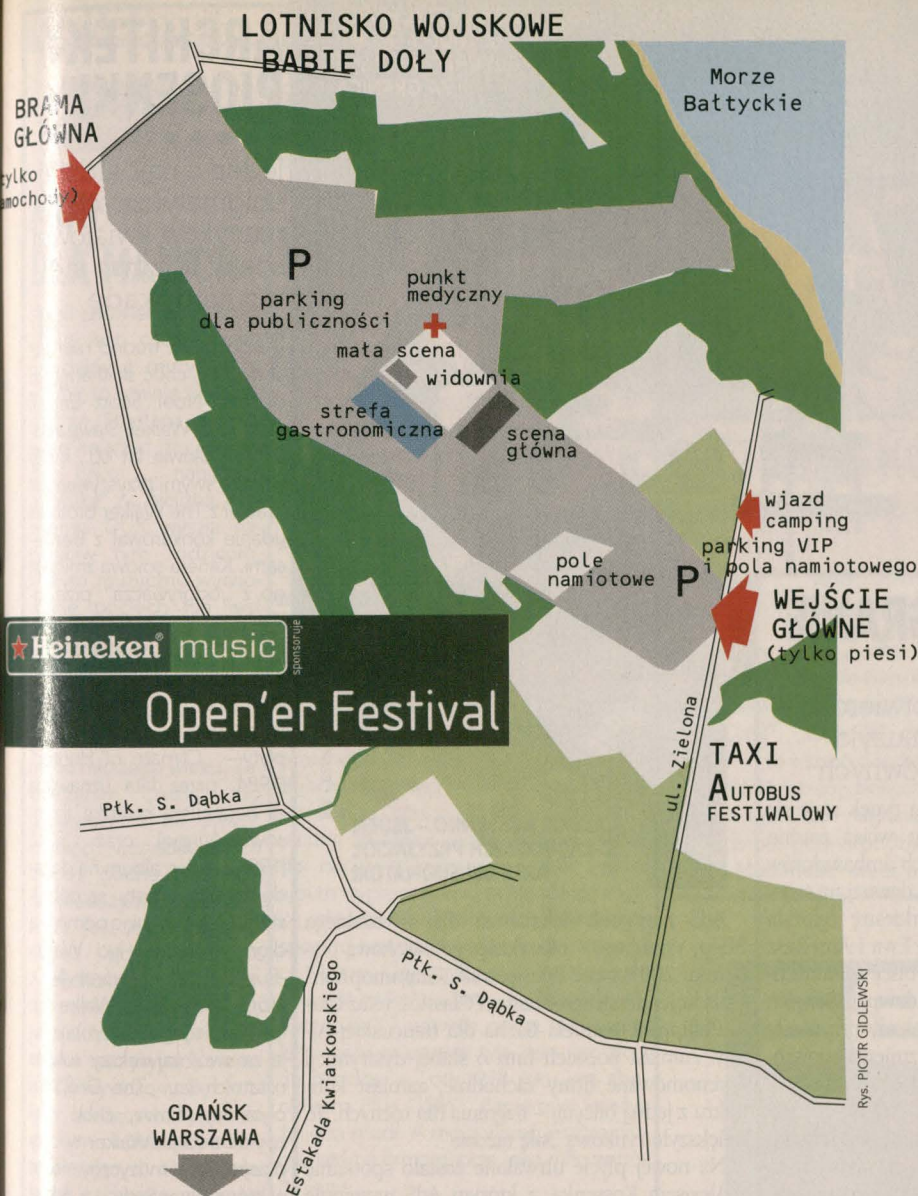 LOTNISKO WOJSKOWE
BABIE DOŁY
Morze
Bałtyckie
BRAMA
GŁÓWNA
(tylko
samochody)
P
parking
dla publiczności
punkt
medyczny
mała scena
widownia
strefa
gastronomiczna
scena
główna
wjazd
camping
parking VIP
i pola namiotowego
pole
namiotowe
P
WEJŚCIE
GŁÓWNE
(tylko piesi)
Heineken® music
sponsoruje
Open'er Festival
ul. Zielona
TAXI
AUTOBUS
FESTIWALOWY
Płk. S. Dąbka
Płk. S. Dąbka
Estakada Kwiatkowskiego
GDAŃSK
WARSZAWA
Rys. PIOTR GIDLEWSKI